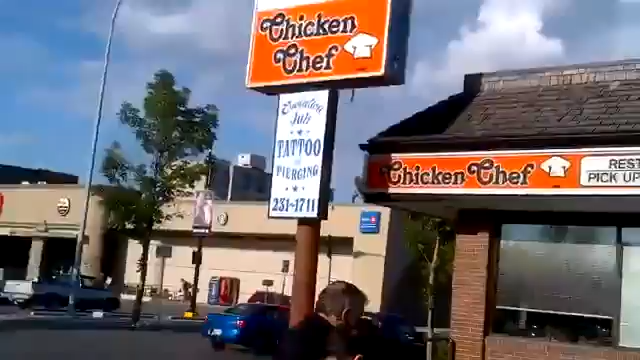 Chicken
Chef
TATTOO
PIERCING
231-1711
Chicken Chef
REST
PICK UP